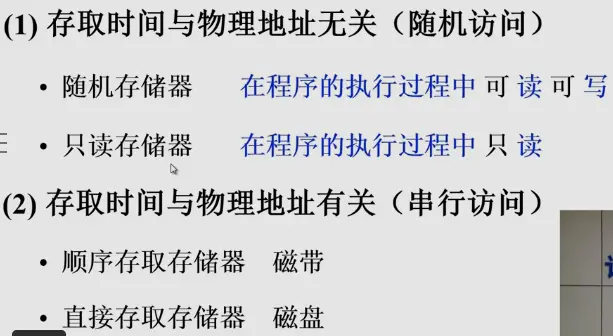 (1) 存取时间与物理地址无关（随机访问）
• 随机存储器 在程序的执行过程中 可 读 可 写
• 只读存储器 在程序的执行过程中 只 读
(2) 存取时间与物理地址有关（串行访问）
• 顺序存取存储器 磁带
• 直接存取存储器 磁盘